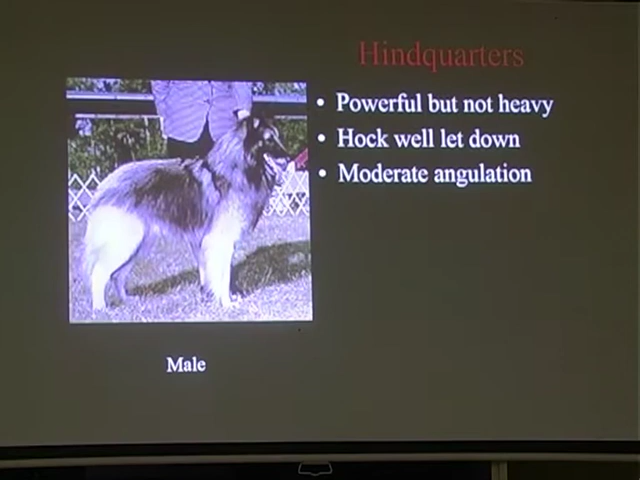 Hindquarters
• Powerful but not heavy
• Hock well let down
• Moderate angulation
Male